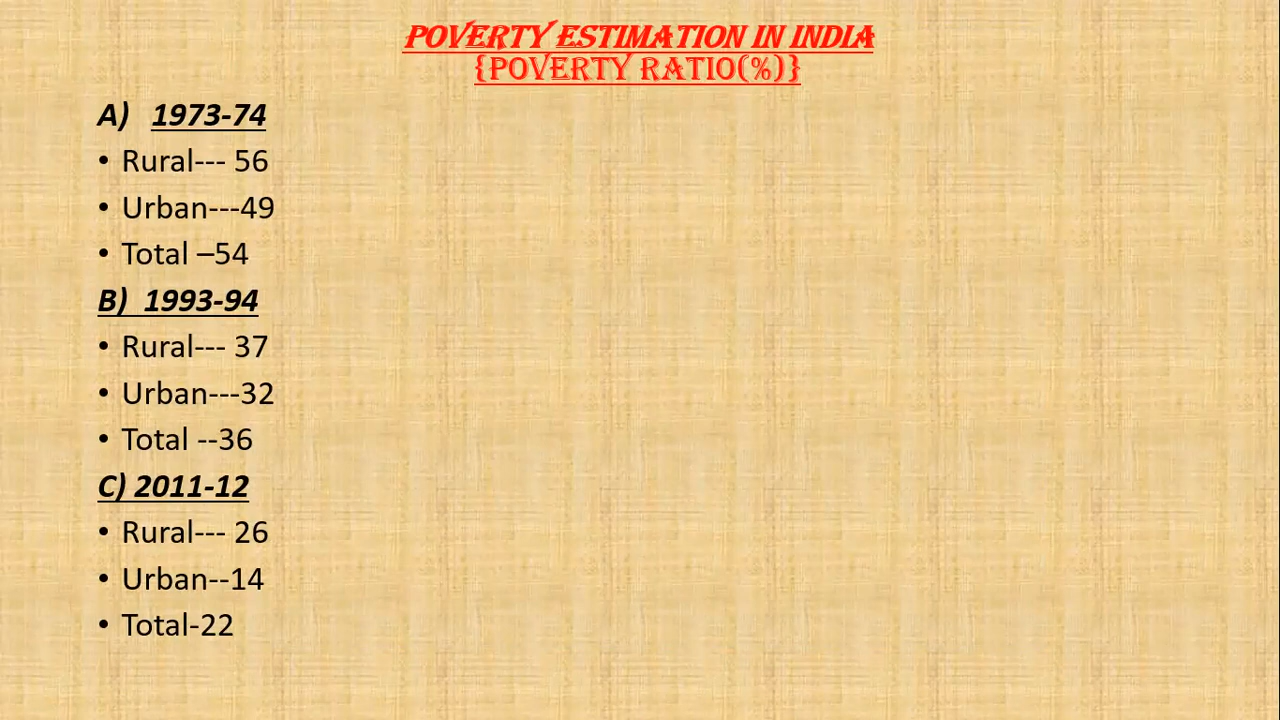 POVERTY ESTIMATION IN INDIA
{POVERTY RATIO(%)}
A) 1973-74
• Rural--- 56
• Urban---49
• Total –54
B) 1993-94
• Rural--- 37
• Urban---32
• Total --36
C) 2011-12
• Rural--- 26
• Urban--14
• Total-22